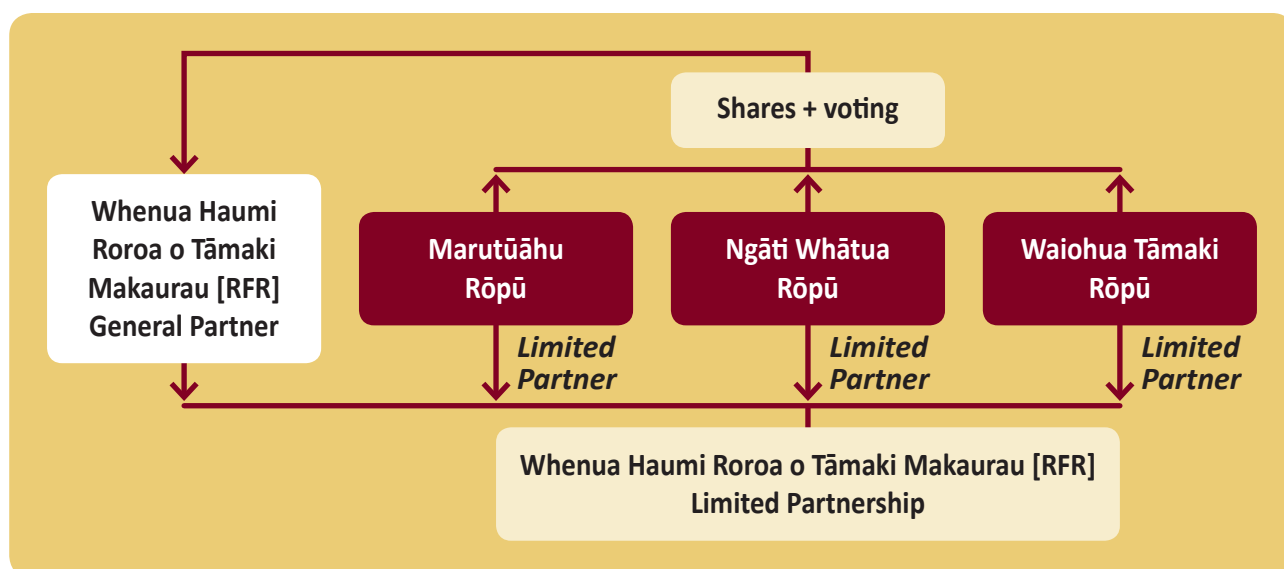 Shares + voting
Whenua Haumi
Roroa o Tāmaki
Makaurau [RFR]
General Partner
Marutūāhu
Rōpū
Ngāti Whātua
Rōpū
Waiohua Tāmaki
Rōpū
Limited
Partner
Limited
Partner
Limited
Partner
Whenua Haumi Roroa o Tāmaki Makaurau [RFR]
Limited Partnership